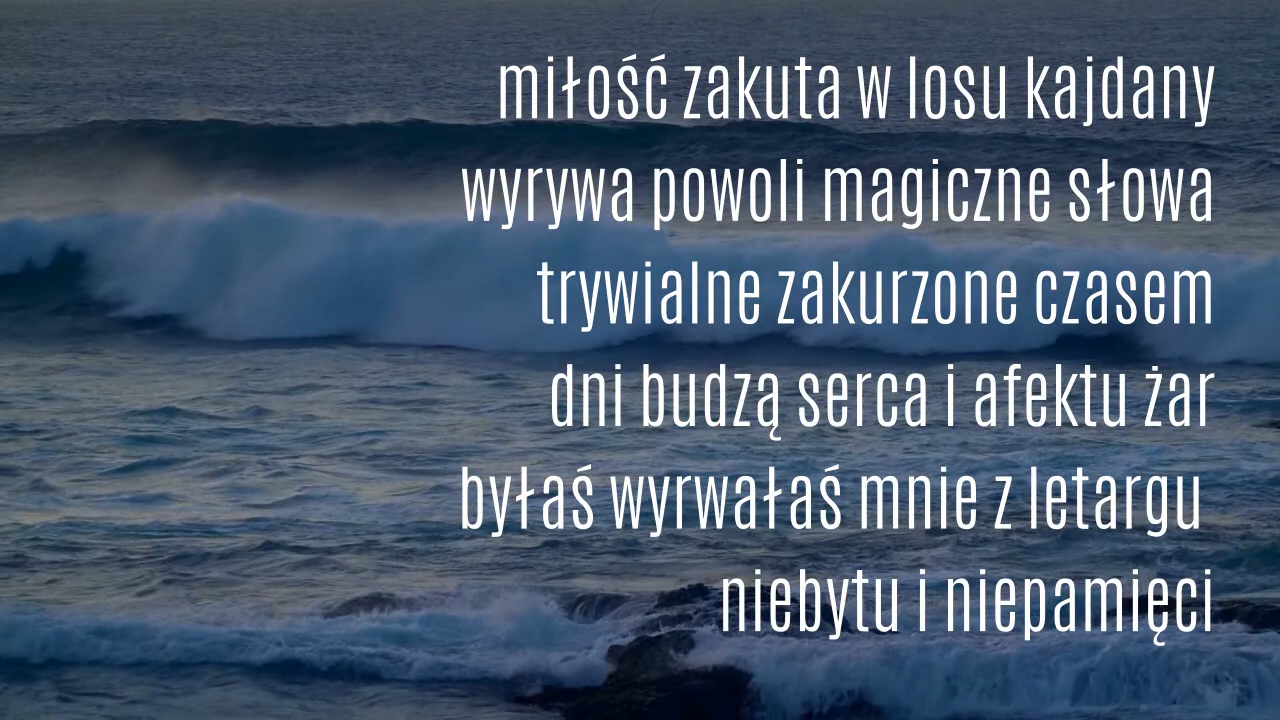 miłość zakuta w losu kajdany
wyrywa powoli magiczne słowa
trywialne zakurzone czasem
dni budzą serca i afektu żar
byłaś wyrwałaś mnie z letargu
niebytu i niepamięci